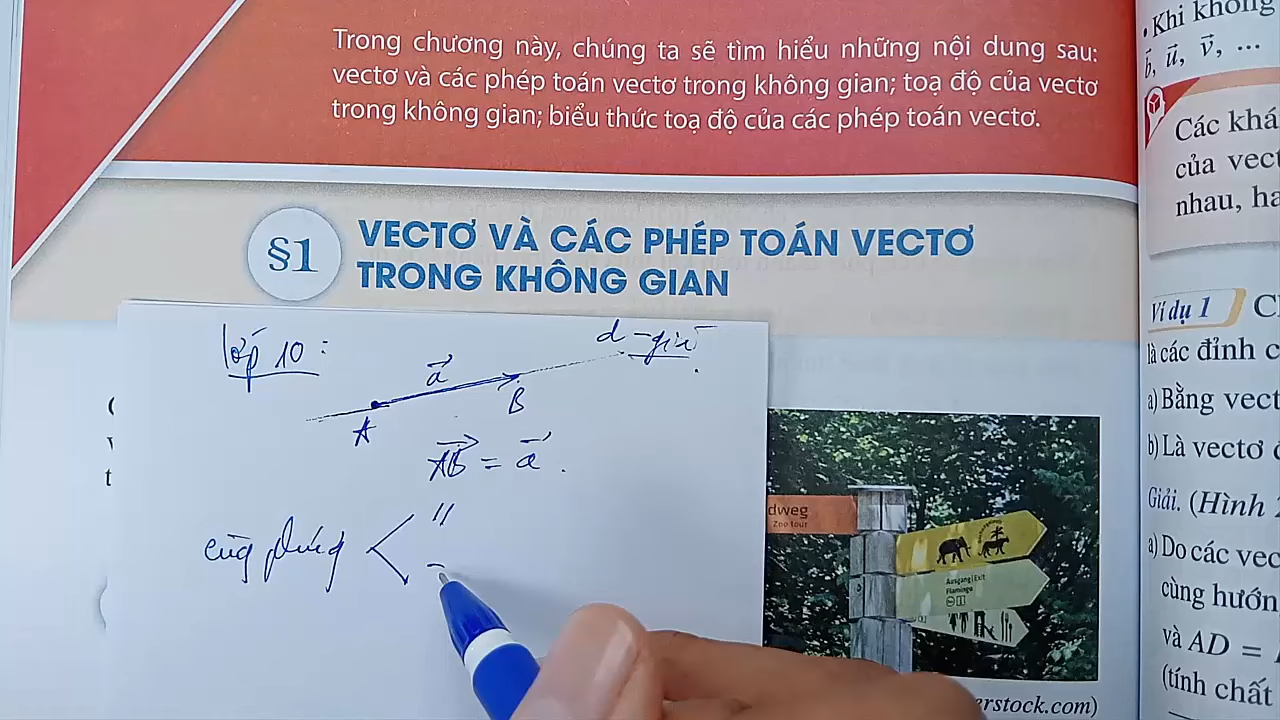 Trong chương này, chúng ta sẽ tìm hiểu những nội dung sau:
vectơ và các phép toán vectơ trong không gian; toạ độ của vectơ
trong không gian; biểu thức toạ độ của các phép toán vectơ.
§1
VECTƠ VÀ CÁC PHÉP TOÁN VECTƠ
TRONG KHÔNG GIAN
lớp 10 :
d - giá
a⃗
A
B
AB⃗ = a⃗ .
cùng phương < //
dweg
Zoo tour
Ausgang|Exit
Flamingo
erstock.com)
• Khi không
b⃗, u⃗, v⃗, ...
Các khá
của vect
nhau, ha
Ví dụ 1 C
là các đỉnh c
a) Bằng vect
b) Là vectơ
Giải. (Hình 2
a) Do các vec
cùng hướn
và AD =
(tính chất